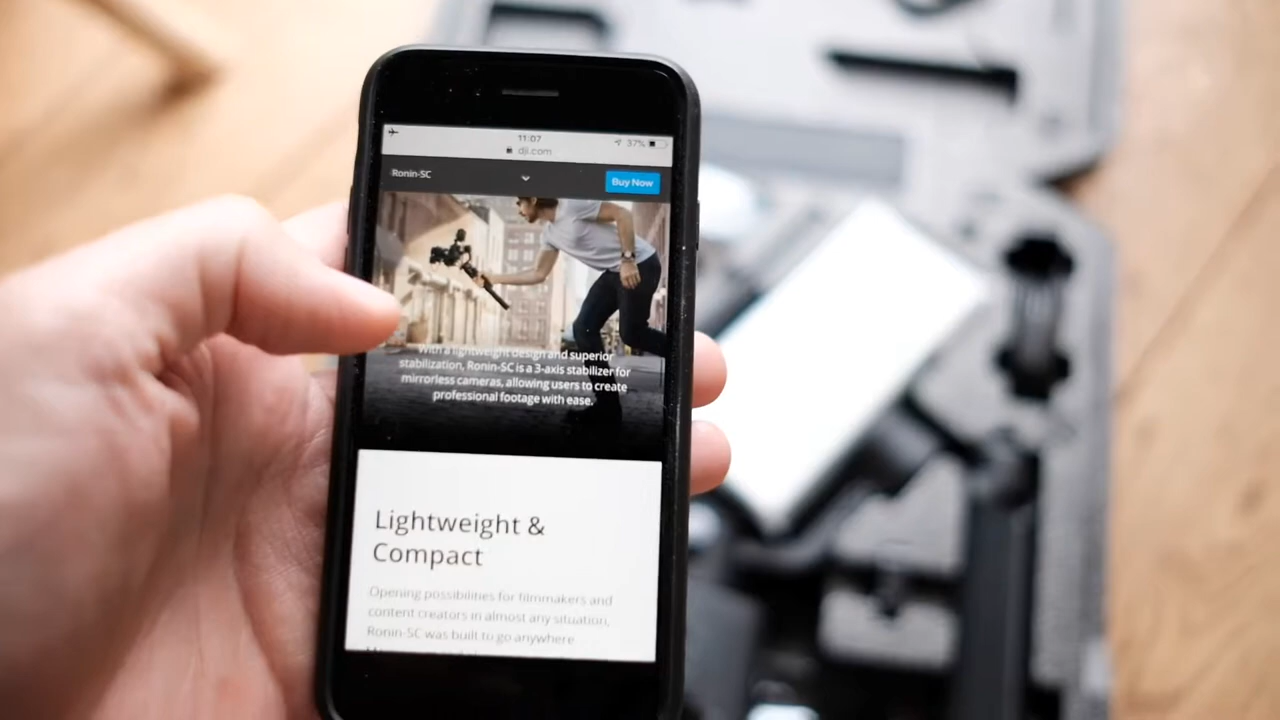 11:07
37%
dji.com
Ronin-SC
Buy Now
With a lightweight design and superior
stabilization, Ronin-SC is a 3-axis stabilizer for
mirrorless cameras, allowing users to create
professional footage with ease.
Lightweight &
Compact
Opening possibilities for filmmakers and
content creators in almost any situation,
Ronin-SC was built to go anywhere